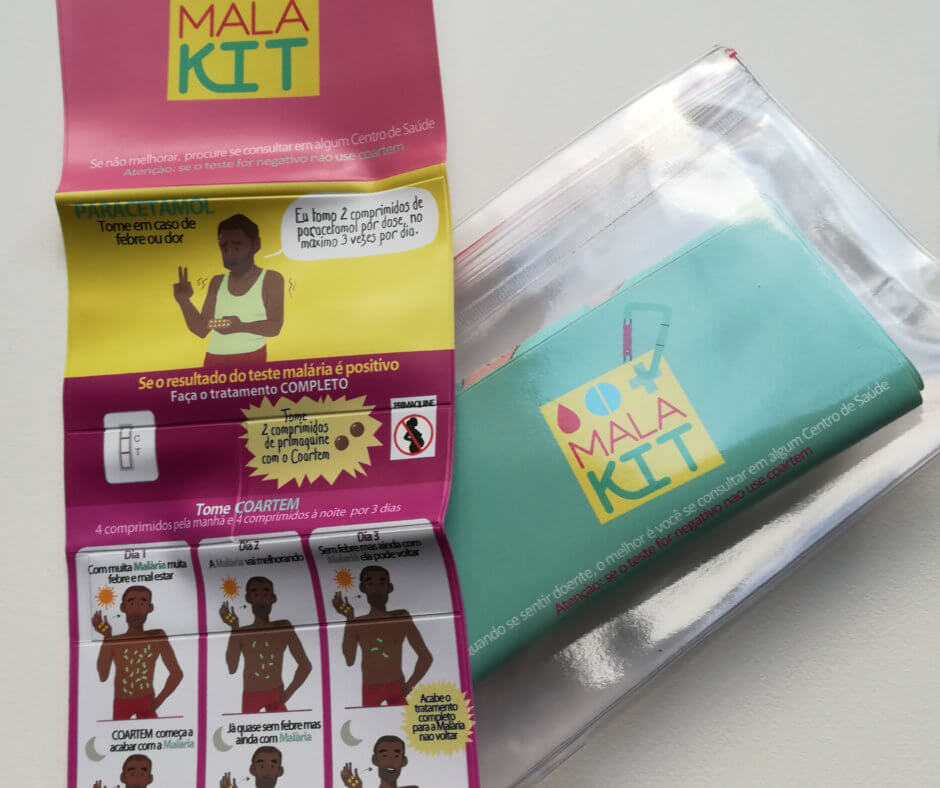 MALA
KIT
Se não melhorar, procure se consultar em algum Centro de Saúde
Atenção: se o teste for negativo nao use coartem
PARACETAMOL
Tome em caso de
febre ou dor
Eu tomo 2 comprimidos de
paracetamol por dose, no
máximo 3 vezes por dia.
Se o resultado do teste malária é positivo
Faça o tratamento COMPLETO
C
T
Tome
2 comprimidos
de primaquine
com o Coartem
PRIMAQUINE
Tome COARTEM
4 comprimidos pela manhã e 4 comprimidos à noite por 3 dias
Dia 1
Com muita Malária muita
febre e mal estar
Dia 2
A Malária vai melhorando
Dia 3
Sem febre mas ainda com
Malaria ela pode voltar
COARTEM começa a
acabar com a Malária
Já quase sem febre mas
ainda com Malária
Acabe o
tratamento
completo
para a Malária
nao voltar
MALA
KIT
quando se sentir doente, o melhor é você se consultar em algum Centro de Saúde
Atenção: se o teste for negativo nao use coartem